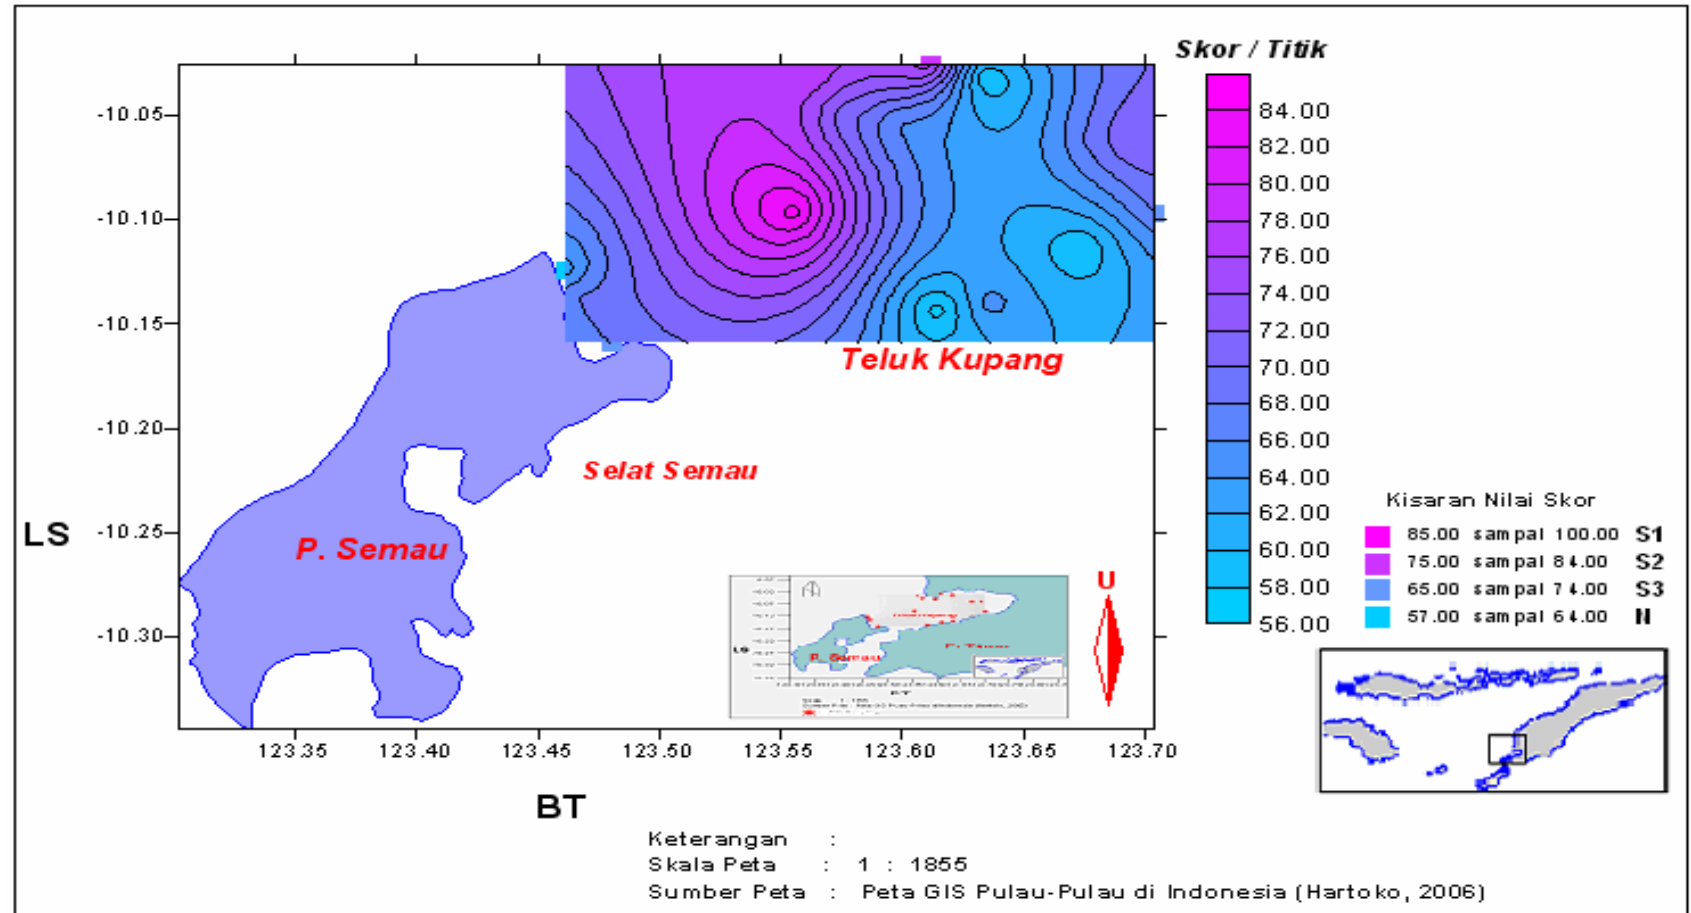 Skor / Titik
123.35 123.40 123.45 123.50 123.55 123.60 123.65 123.70
-10.05
-10.10
-10.15
-10.20
-10.25
-10.30
LS
BT
Teluk Kupang
Selat Semau
P. Semau
U
84.00
82.00
80.00
78.00
76.00
74.00
72.00
70.00
68.00
66.00
64.00
62.00
60.00
58.00
56.00
Kisaran Nilai Skor
85.00 sampai 100.00 S1
75.00 sampai 84.00 S2
65.00 sampai 74.00 S3
57.00 sampai 64.00 N
LS
P. Semau
BT
Keterangan :
Skala Peta : 1 : 1855
Sumber Peta : Peta GIS Pulau-Pulau di Indonesia (Hartoko, 2006)